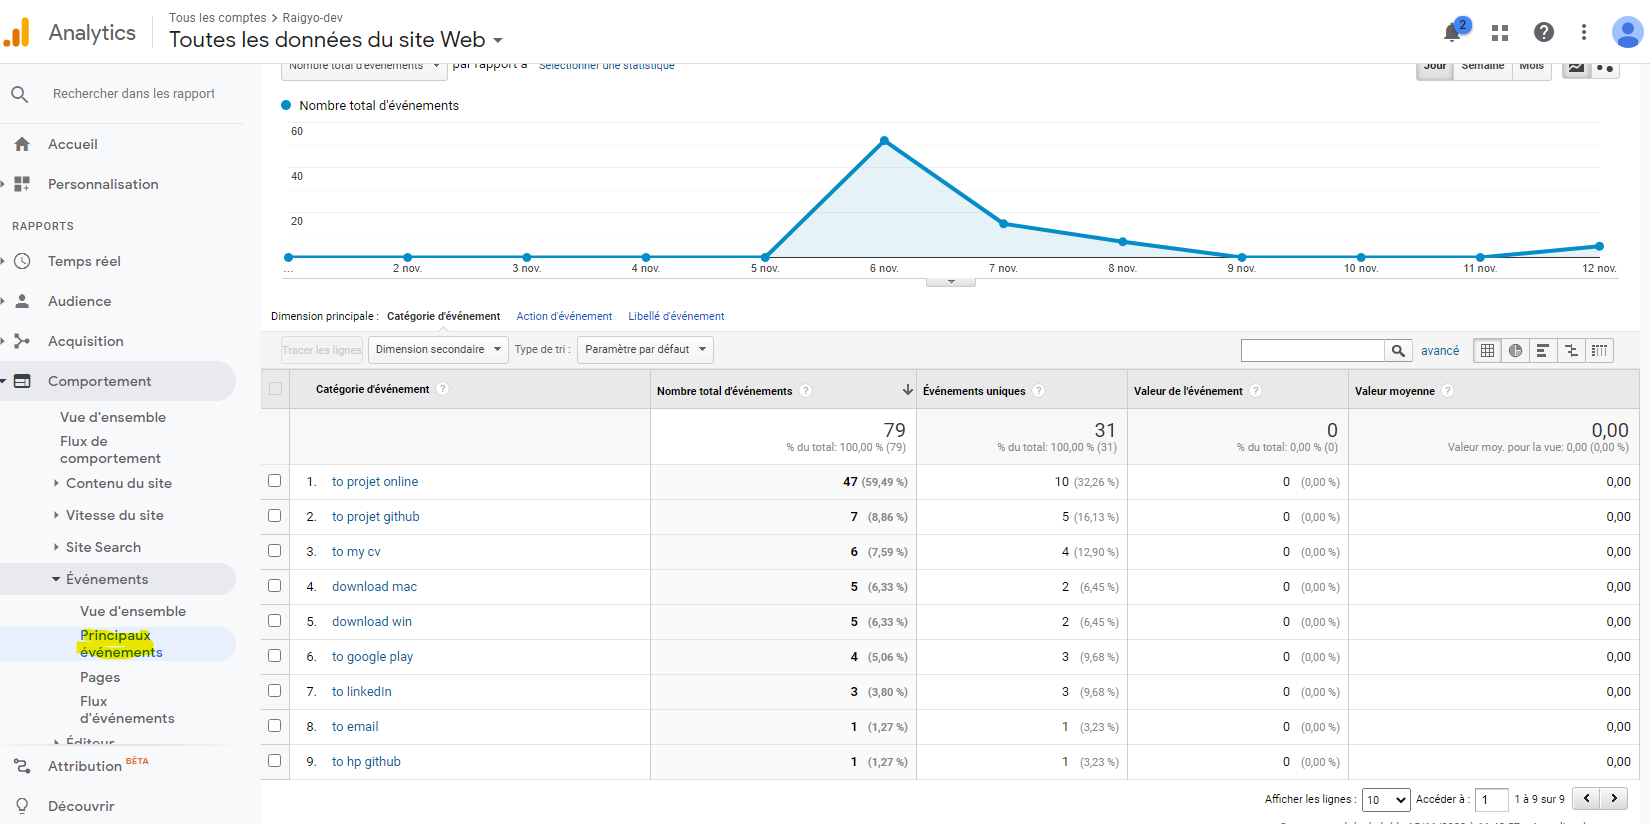 Tous les comptes > Raigyo-dev
Analytics
Toutes les données du site Web
2
Nombre total d'événements
par rapport à
Sélectionner une statistique
Jour
Semaine
Mois
Rechercher dans les rapport
Accueil
Personnalisation
RAPPORTS
Temps réel
Audience
Acquisition
Comportement
Vue d'ensemble
Flux de
comportement
Contenu du site
Vitesse du site
Site Search
Événements
Vue d'ensemble
Principaux
événements
Pages
Flux
d'événements
Éditeur
Attribution BÊTA
Découvrir
Nombre total d'événements
60
40
20
... 2 nov. 3 nov. 4 nov. 5 nov. 6 nov. 7 nov. 8 nov. 9 nov. 10 nov. 11 nov. 12 nov.
Dimension principale : Catégorie d'événement Action d'événement Libellé d'événement
Tracer les lignes Dimension secondaire Type de tri : Paramètre par défaut avancé
Catégorie d'événement ? Nombre total d'événements ? Événements uniques ? Valeur de l'événement ? Valeur moyenne ?
79 31 0 0,00
% du total: 100,00 % (79) % du total: 100,00 % (31) % du total: 0,00 % (0) Valeur moy. pour la vue: 0,00 (0,00 %)
1. to projet online 47 (59,49 %) 10 (32,26 %) 0 (0,00 %) 0,00
2. to projet github 7 (8,86 %) 5 (16,13 %) 0 (0,00 %) 0,00
3. to my cv 6 (7,59 %) 4 (12,90 %) 0 (0,00 %) 0,00
4. download mac 5 (6,33 %) 2 (6,45 %) 0 (0,00 %) 0,00
5. download win 5 (6,33 %) 2 (6,45 %) 0 (0,00 %) 0,00
6. to google play 4 (5,06 %) 3 (9,68 %) 0 (0,00 %) 0,00
7. to linkedIn 3 (3,80 %) 3 (9,68 %) 0 (0,00 %) 0,00
8. to email 1 (1,27 %) 1 (3,23 %) 0 (0,00 %) 0,00
9. to hp github 1 (1,27 %) 1 (3,23 %) 0 (0,00 %) 0,00
Afficher les lignes : 10 Accéder à : 1 1 à 9 sur 9